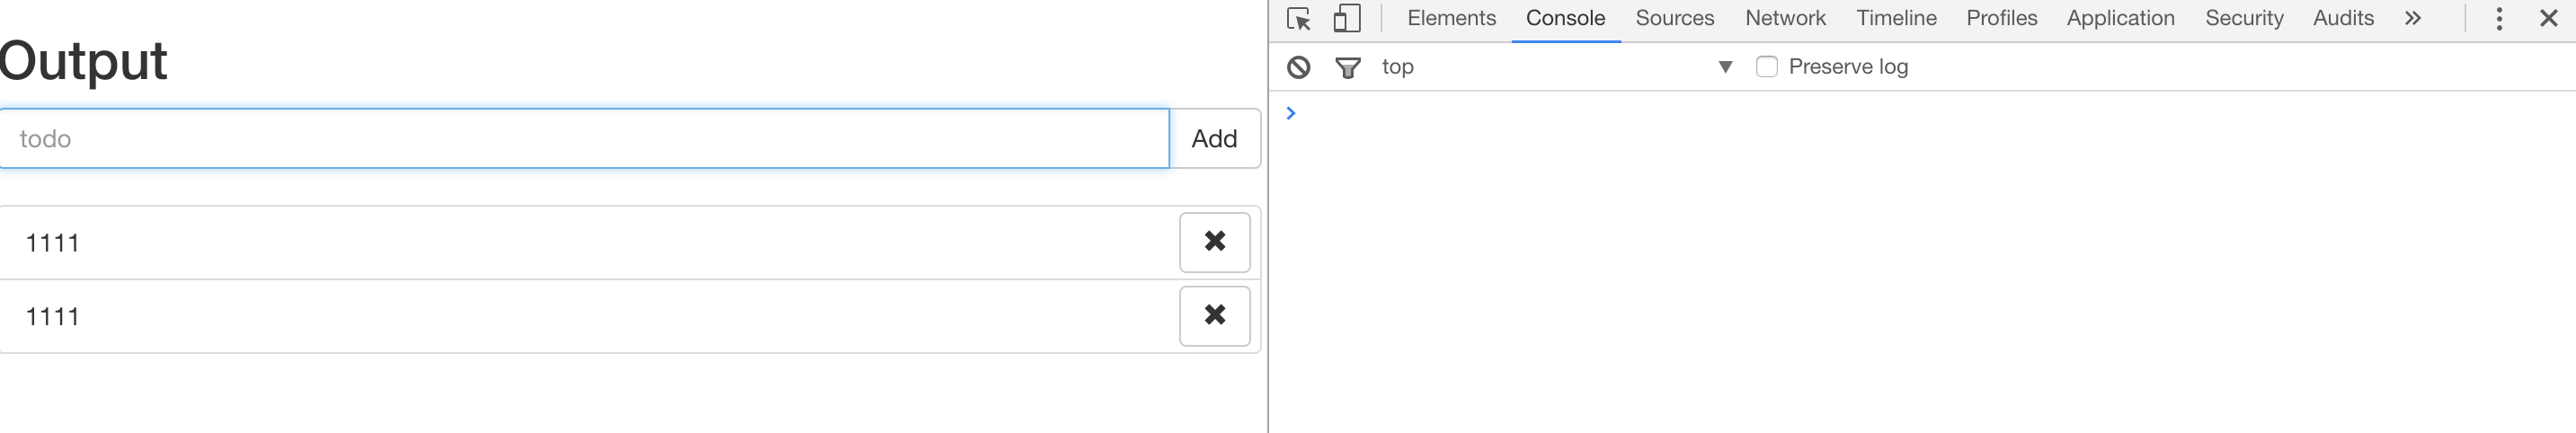 Output
todo
Add
1111
1111
Elements Console Sources Network Timeline Profiles Application Security Audits
top
Preserve log